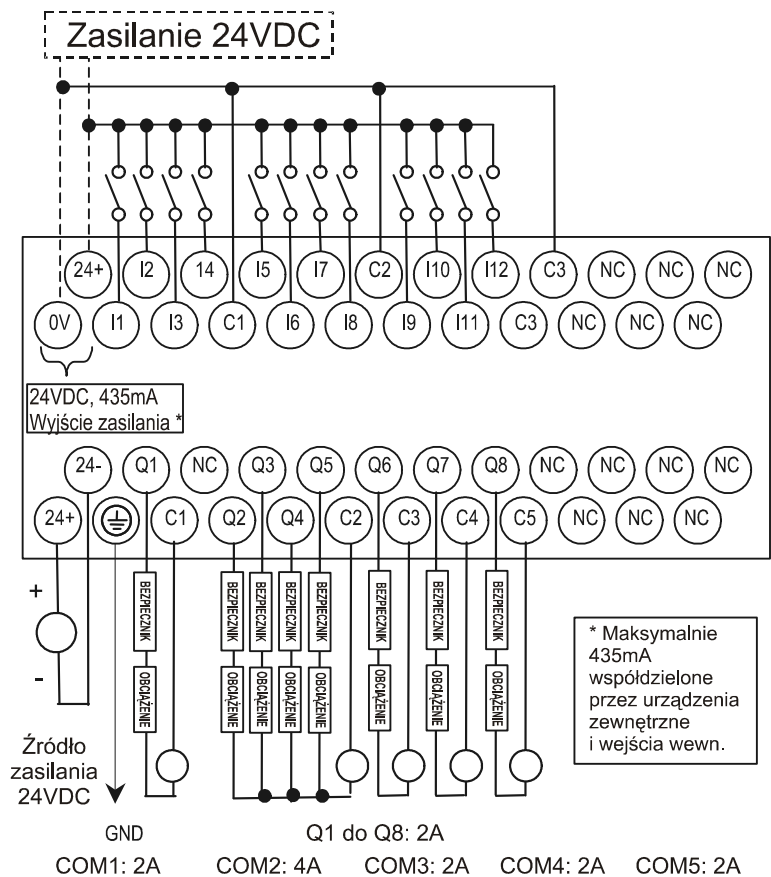 Zasilanie 24VDC
24+ I2 14 I5 I7 C2 I10 I12 C3 NC NC NC
0V I1 I3 C1 I6 I8 I9 I11 C3 NC NC NC
24VDC, 435mA
Wyjście zasilania *
24- Q1 NC Q3 Q5 Q6 Q7 Q8 NC NC NC NC
24+ C1 Q2 Q4 C2 C3 C4 C5 NC NC NC
BEZPIECZNIK BEZPIECZNIK BEZPIECZNIK BEZPIECZNIK BEZPIECZNIK BEZPIECZNIK BEZPIECZNIK BEZPIECZNIK
OBCIĄŻENIE OBCIĄŻENIE OBCIĄŻENIE OBCIĄŻENIE OBCIĄŻENIE OBCIĄŻENIE OBCIĄŻENIE OBCIĄŻENIE
+
-
* Maksymalnie
435mA
współdzielone
przez urządzenia
zewnętrzne
i wejścia wewn.
Źródło
zasilania
24VDC
GND
Q1 do Q8: 2A
COM1: 2A COM2: 4A COM3: 2A COM4: 2A COM5: 2A